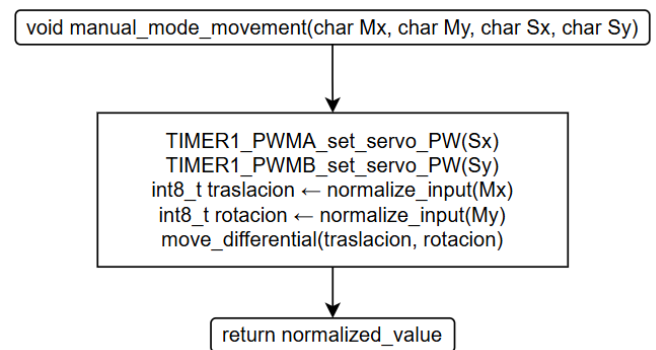 void manual_mode_movement(char Mx, char My, char Sx, char Sy)
TIMER1_PWMA_set_servo_PW(Sx)
TIMER1_PWMB_set_servo_PW(Sy)
int8_t traslacion ← normalize_input(Mx)
int8_t rotacion ← normalize_input(My)
move_differential(traslacion, rotacion)
return normalized_value